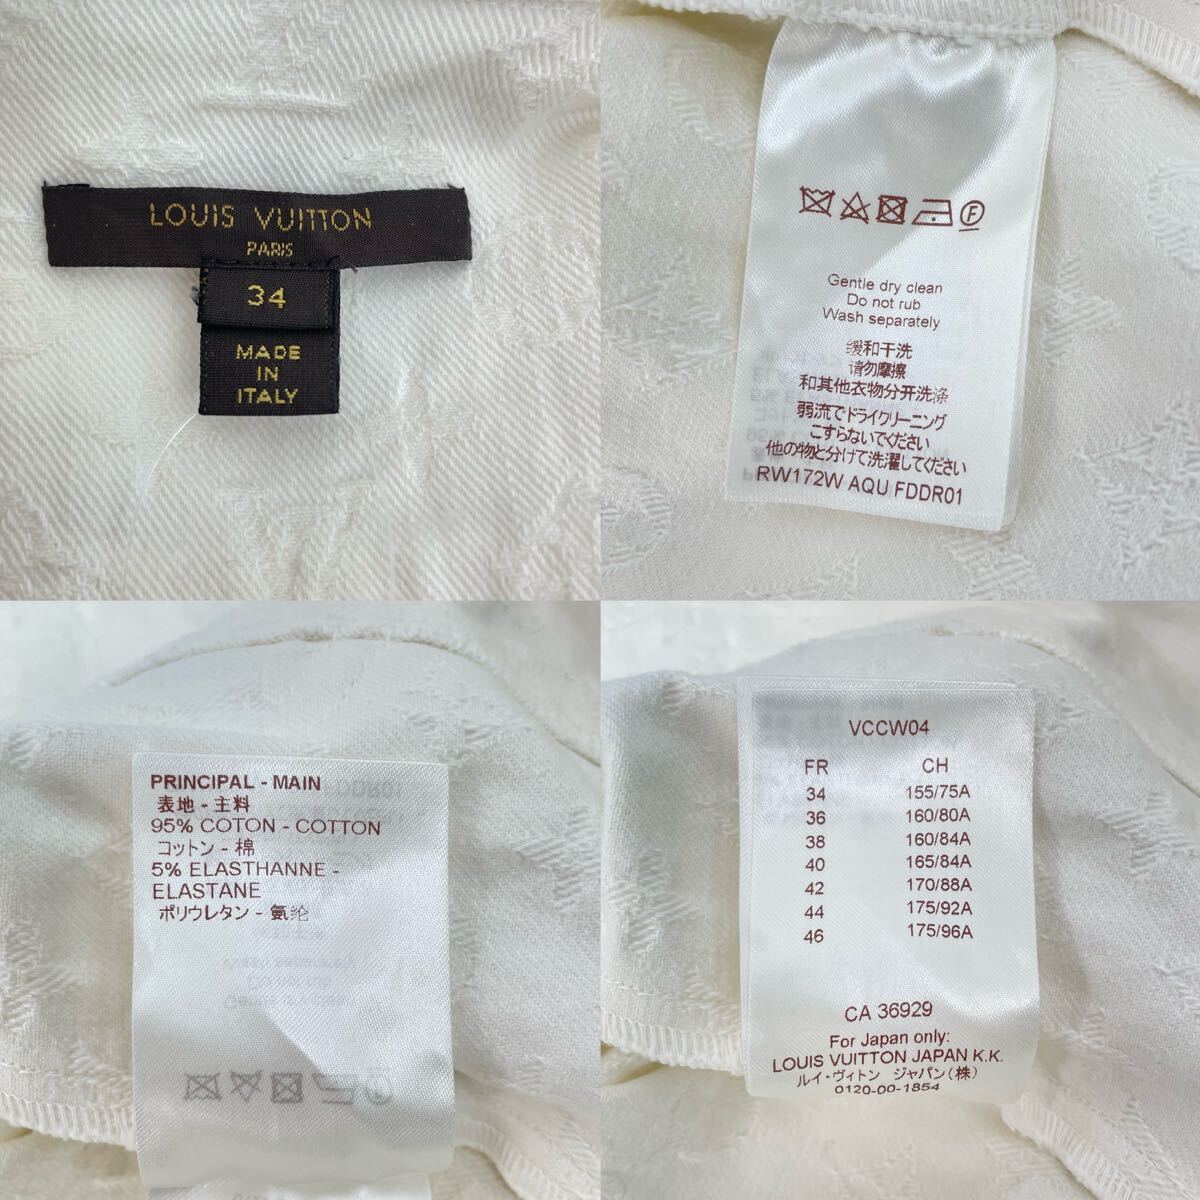 LOUIS VUITTON
PARIS
34
MADE
IN
ITALY
F
Gentle dry clean
Do not rub
Wash separately
缓和干洗
请勿摩擦
和其他衣物分开洗涤
弱流でドライクリーニング
こすらないでください
他の物と分けて洗濯してください
RW172W AQU FDDR01
PRINCIPAL - MAIN
表地 - 主料
95% COTON - COTTON
コットン - 棉
5% ELASTHANNE -
ELASTANE
ポリウレタン - 氨纶
VCCW04
FR CH
34 155/75A
36 160/80A
38 160/84A
40 165/84A
42 170/88A
44 175/92A
46 175/96A
CA 36929
For Japan only:
LOUIS VUITTON JAPAN K.K.
ルイ・ヴィトン ジャパン(株)
0120-00-1854